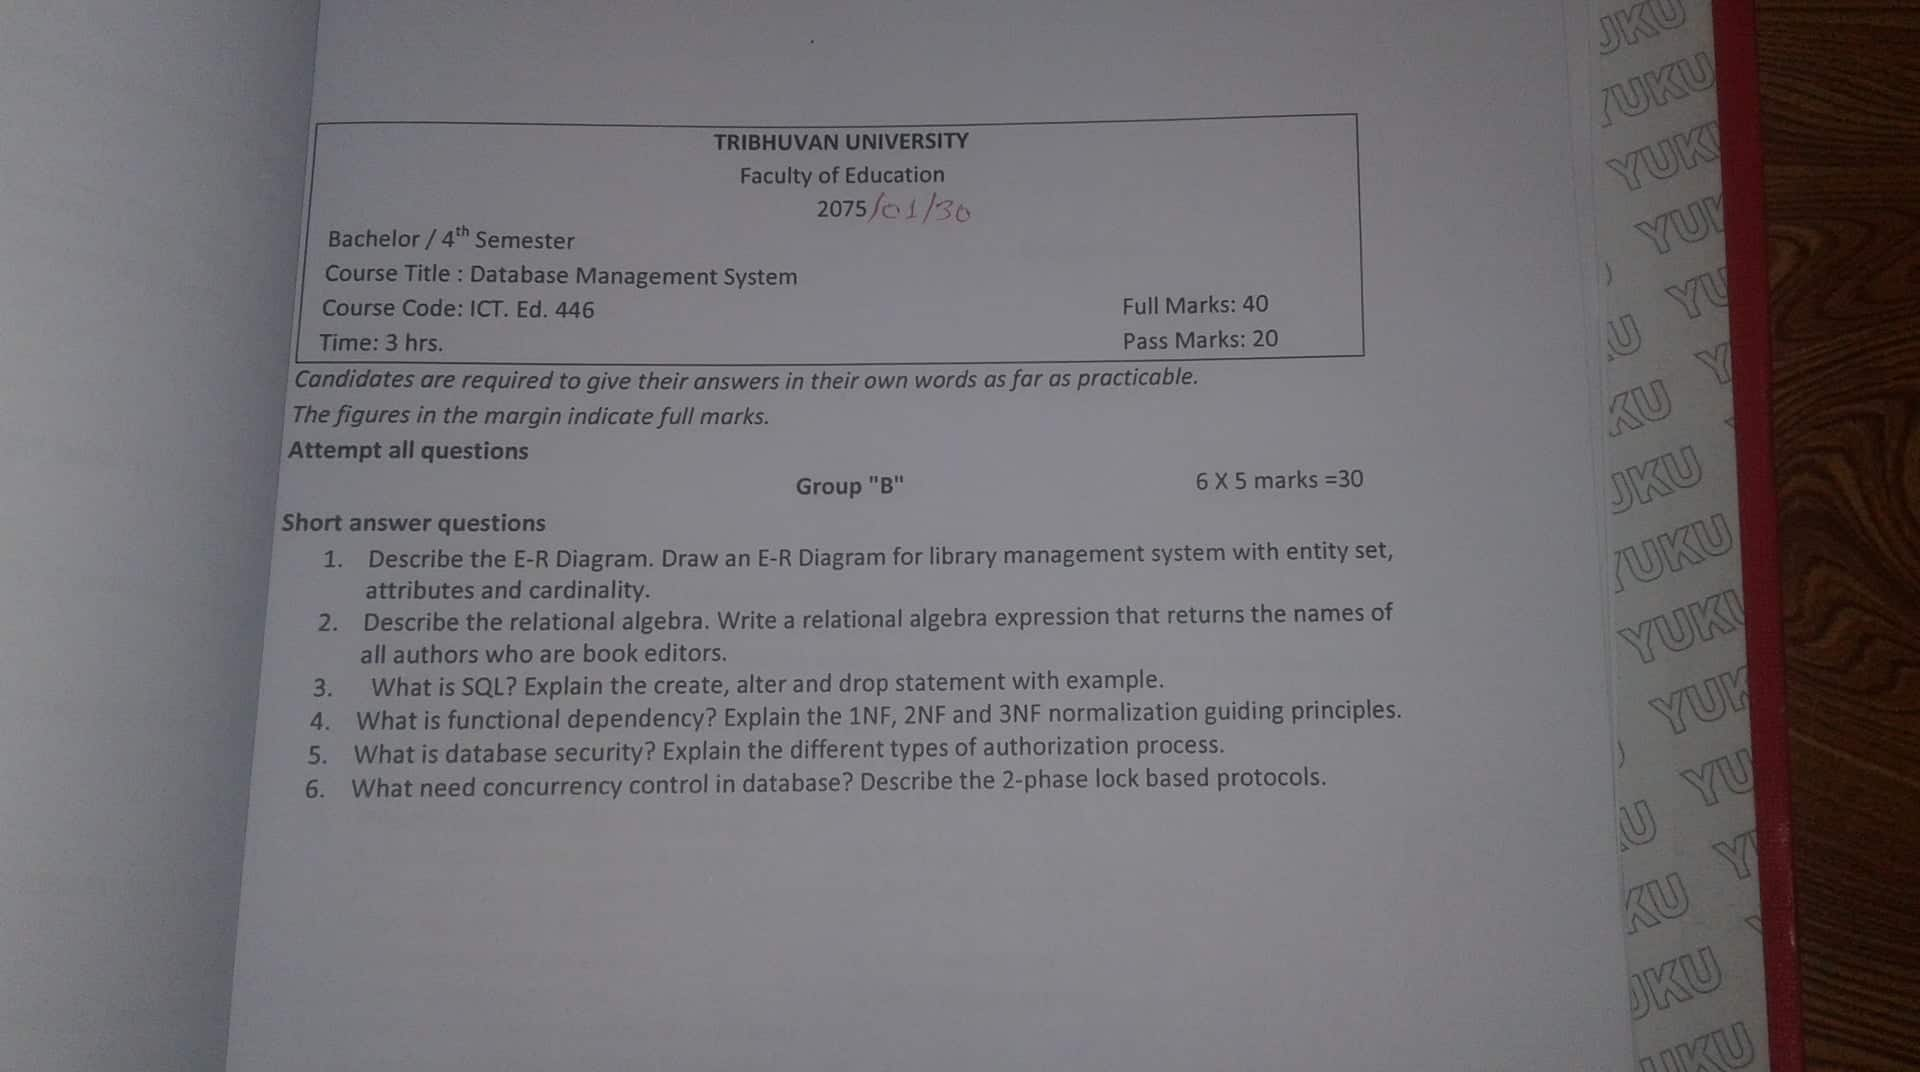 TRIBHUVAN UNIVERSITY
Faculty of Education
2075/01/30
Bachelor / 4th Semester
Course Title : Database Management System
Course Code: ICT. Ed. 446
Full Marks: 40
Time: 3 hrs.
Pass Marks: 20
Candidates are required to give their answers in their own words as far as practicable.
The figures in the margin indicate full marks.
Attempt all questions
Group "B"
6 X 5 marks =30
Short answer questions
1. Describe the E-R Diagram. Draw an E-R Diagram for library management system with entity set,
attributes and cardinality.
2. Describe the relational algebra. Write a relational algebra expression that returns the names of
all authors who are book editors.
3. What is SQL? Explain the create, alter and drop statement with example.
4. What is functional dependency? Explain the 1NF, 2NF and 3NF normalization guiding principles.
5. What is database security? Explain the different types of authorization process.
6. What need concurrency control in database? Describe the 2-phase lock based protocols.
JKU
YUKU
YUKU
YUK
YU
U
KU
Y
JKU
YUKU
YUKU
YUK
YU
U
KU
Y
JKU
UKU